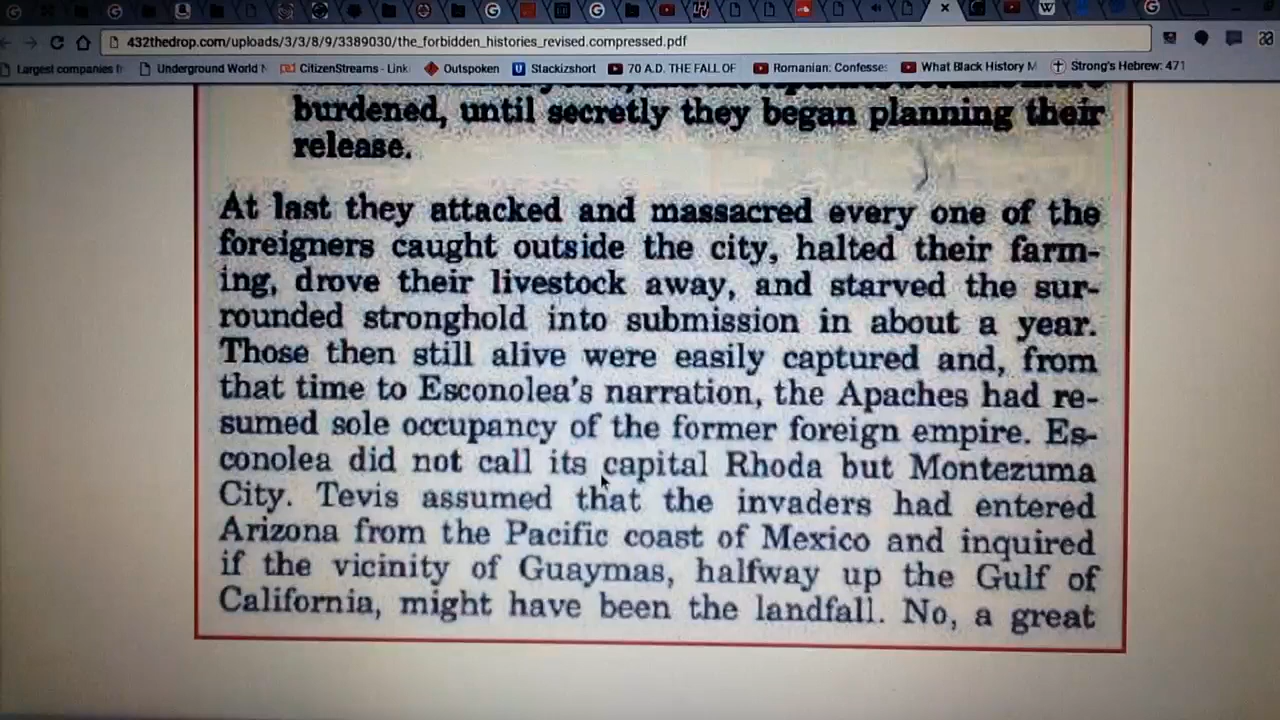 432thedrop.com/uploads/3/3/8/9/3389030/the_forbidden_histories_revised.compressed.pdf
Largest companies Underground World CitizenStreams - Link Outspoken Stackizshort 70 A.D. THE FALL OF Romanian: Confesse What Black History M Strong's Hebrew: 471
burdened, until secretly they began planning their
release.
At last they attacked and massacred every one of the
foreigners caught outside the city, halted their farm-
ing, drove their livestock away, and starved the sur-
rounded stronghold into submission in about a year.
Those then still alive were easily captured and, from
that time to Esconolea's narration, the Apaches had re-
sumed sole occupancy of the former foreign empire. Es-
conolea did not call its capital Rhoda but Montezuma
City. Tevis assumed that the invaders had entered
Arizona from the Pacific coast of Mexico and inquired
if the vicinity of Guaymas, halfway up the Gulf of
California, might have been the landfall. No, a great